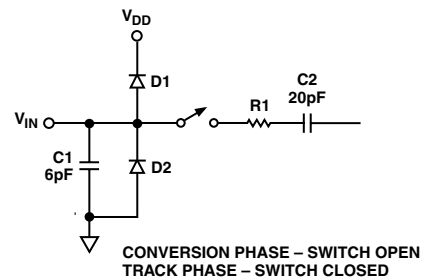 VDD
D1
C2
20pF
R1
VIN
C1
6pF
D2
CONVERSION PHASE – SWITCH OPEN
TRACK PHASE – SWITCH CLOSED